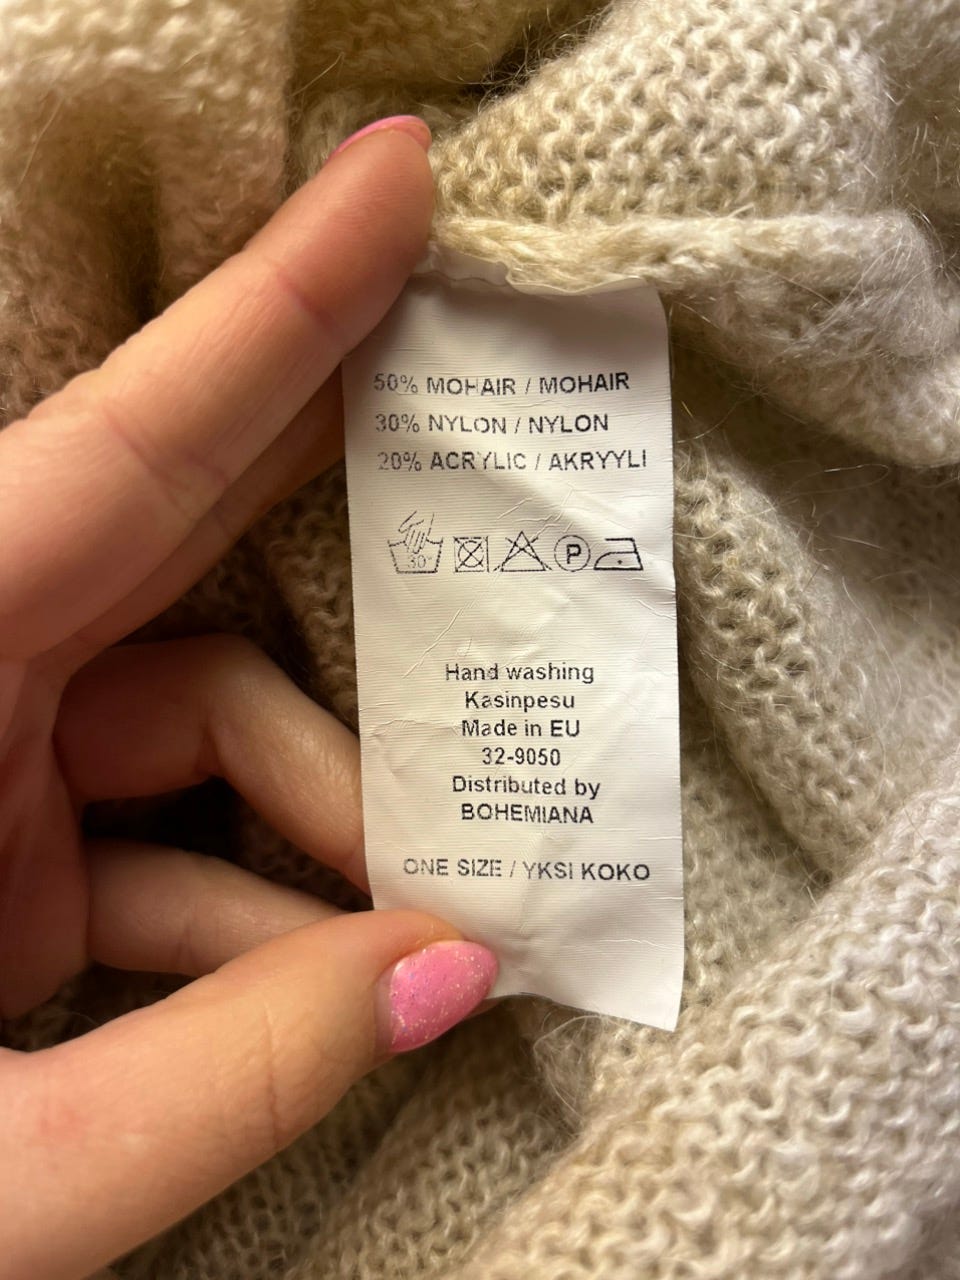 50% MOHAIR / MOHAIR
30% NYLON / NYLON
20% ACRYLIC / AKRYYLI
30° P
Hand washing
Kasinpesu
Made in EU
32-9050
Distributed by
BOHEMIANA
ONE SIZE / YKSI KOKO